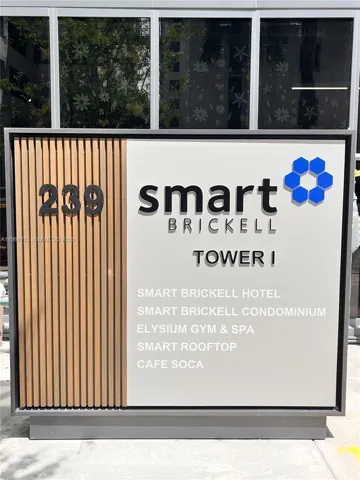 239
smart
BRICKELL
TOWER I
SMART BRICKELL HOTEL
SMART BRICKELL CONDOMINIUM
ELYSIUM GYM & SPA
SMART ROOFTOP
CAFE SOCA